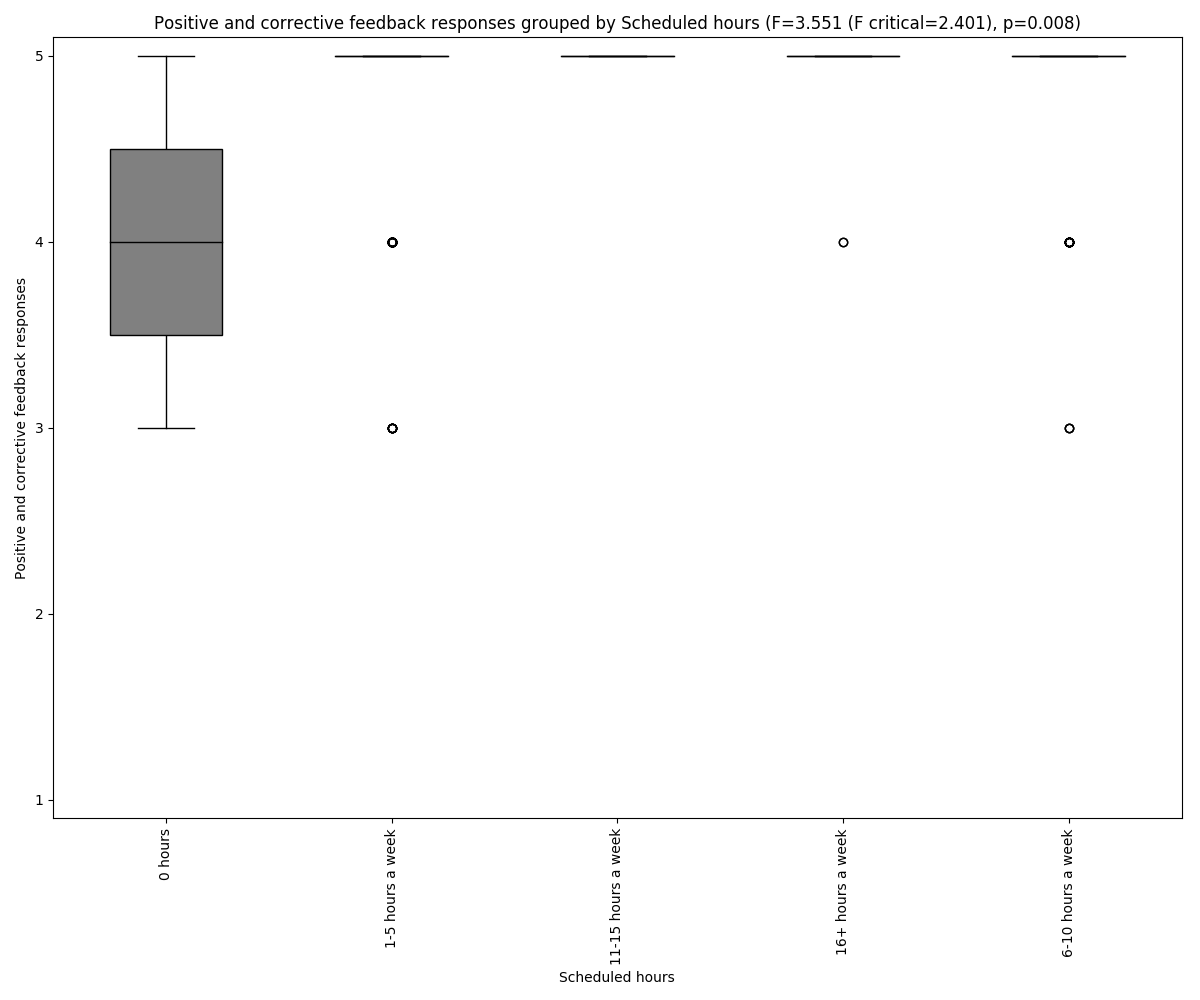 Positive and corrective feedback responses grouped by Scheduled hours (F=3.551 (F critical=2.401), p=0.008)
Positive and corrective feedback responses
5
4
3
2
1
0 hours
1-5 hours a week
11-15 hours a week
16+ hours a week
6-10 hours a week
Scheduled hours